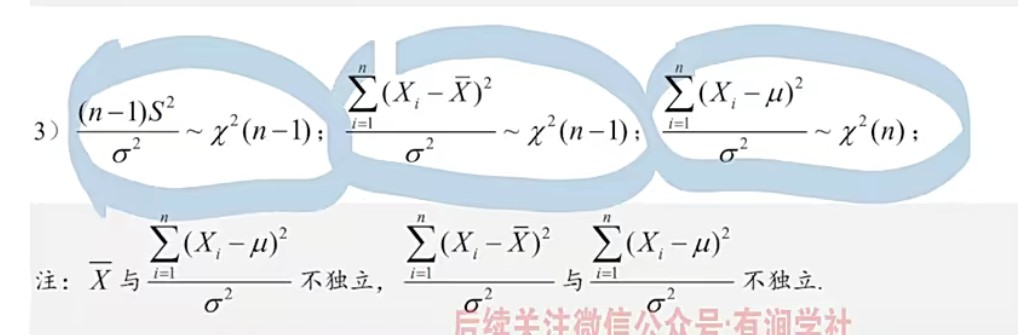 3) $\frac{(n-1)S^2}{\sigma^2} \sim \chi^2(n-1)$; $\frac{\sum_{i=1}^{n}(X_i-\overline{X})^2}{\sigma^2} \sim \chi^2(n-1)$; $\frac{\sum_{i=1}^{n}(X_i-\mu)^2}{\sigma^2} \sim \chi^2(n)$;
注: $\overline{X}$ 与 $\frac{\sum_{i=1}^{n}(X_i-\mu)^2}{\sigma^2}$ 不独立, $\frac{\sum_{i=1}^{n}(X_i-\overline{X})^2}{\sigma^2}$ 与 $\frac{\sum_{i=1}^{n}(X_i-\mu)^2}{\sigma^2}$ 不独立.
后续关注微信公众号:有润学社